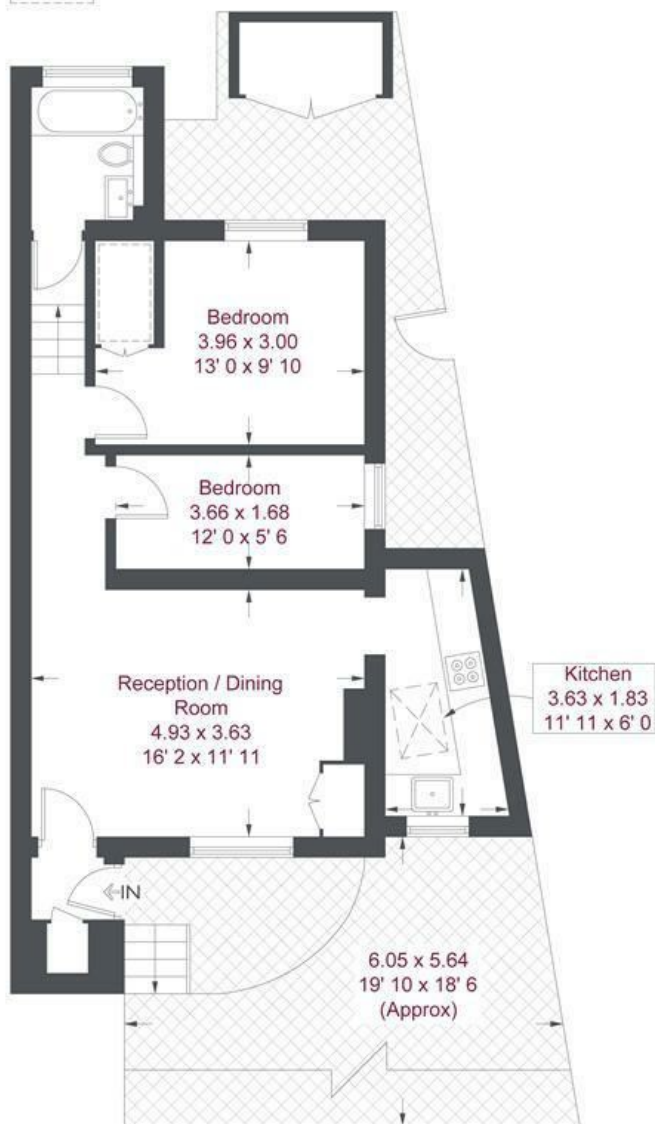 Bedroom
3.96 x 3.00
13' 0 x 9' 10
Bedroom
3.66 x 1.68
12' 0 x 5' 6
Reception / Dining
Room
4.93 x 3.63
16' 2 x 11' 11
Kitchen
3.63 x 1.83
11' 11 x 6' 0
IN
6.05 x 5.64
19' 10 x 18' 6
(Approx)